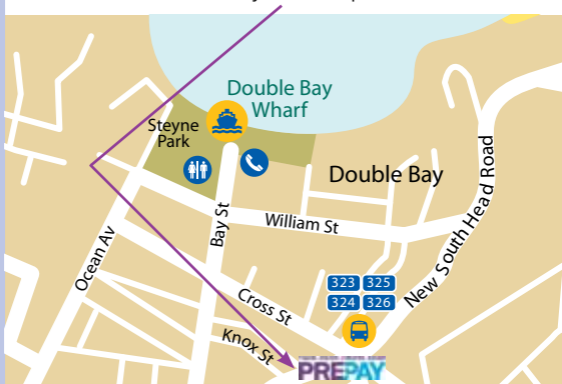 Double Bay
Wharf
Steyne
Park
Double Bay
William St
Bay St
Ocean Av
New South Head Road
323 325
324 326
Cross St
Knox St
PREPAY